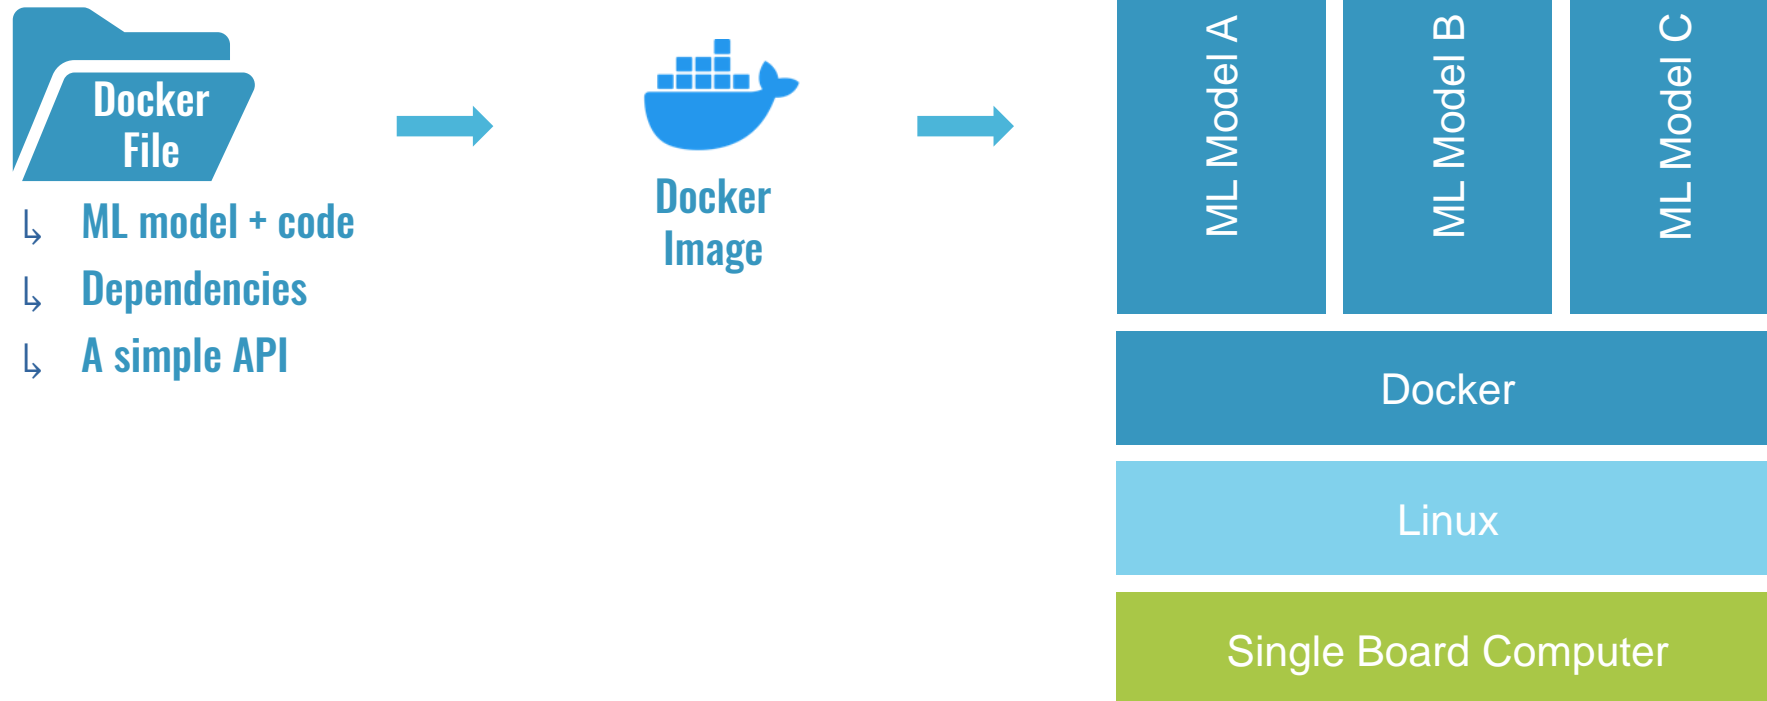 Docker
File
ML model + code
Dependencies
A simple API
Docker
Image
ML Model A
ML Model B
ML Model C
Docker
Linux
Single Board Computer